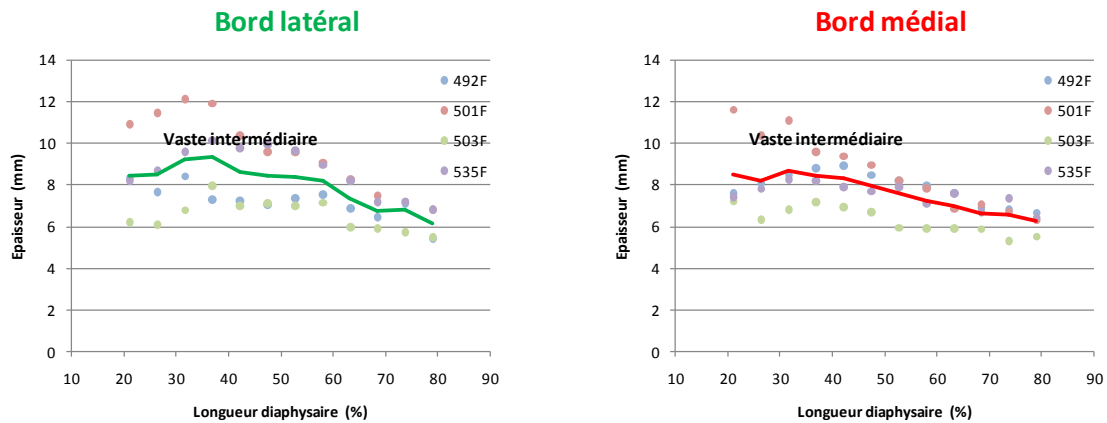 Bord latéral
14
12
10
8
6
4
2
0
Epaisseur (mm)
Vaste intermédiaire
492F
501F
503F
535F
10 20 30 40 50 60 70 80 90
Longueur diaphysaire (%)
Bord médial
14
12
10
8
6
4
2
0
Epaisseur (mm)
Vaste intermédiaire
492F
501F
503F
535F
10 20 30 40 50 60 70 80 90
Longueur diaphysaire (%)